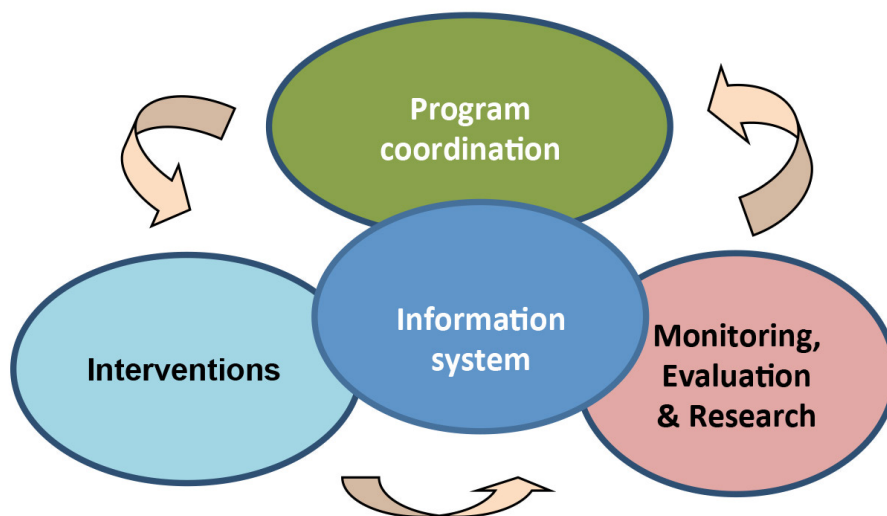 Program
coordination
Information
system
Interventions
Monitoring,
Evaluation
& Research